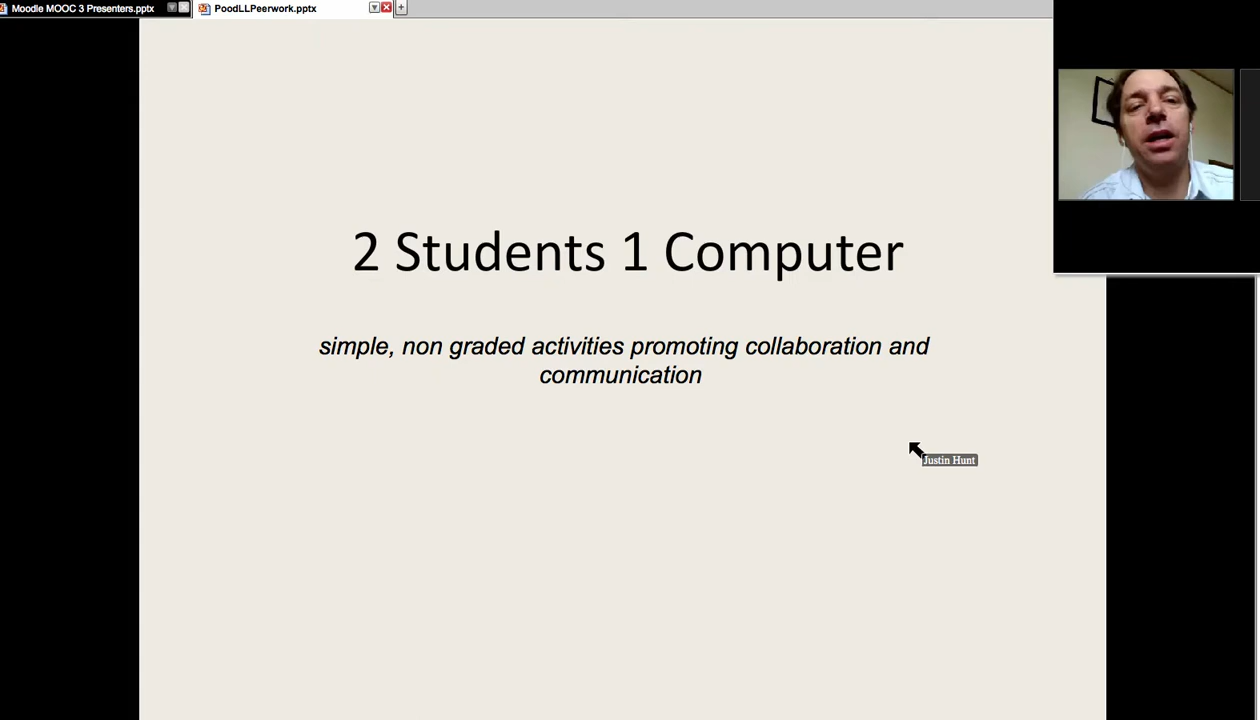 Moodle MOOC 3 Presenters.pptx
PoodLLPeerwork.pptx
2 Students 1 Computer
simple, non graded activities promoting collaboration and
communication
Justin Hunt